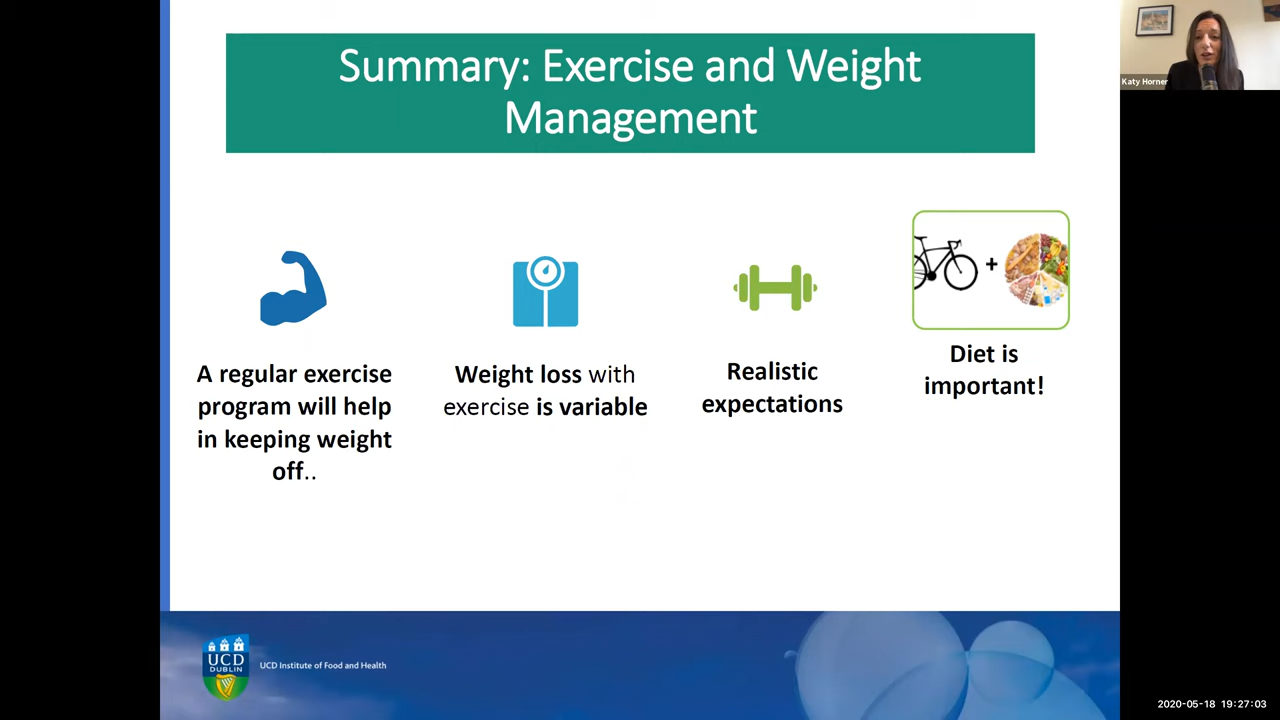 Summary: Exercise and Weight
Management
Katy Horner
A regular exercise
program will help
in keeping weight
off..
Weight loss with
exercise is variable
Realistic
expectations
+
Diet is
important!
UCD
DUBLIN
UCD Institute of Food and Health
2020-05-18 19:27:03